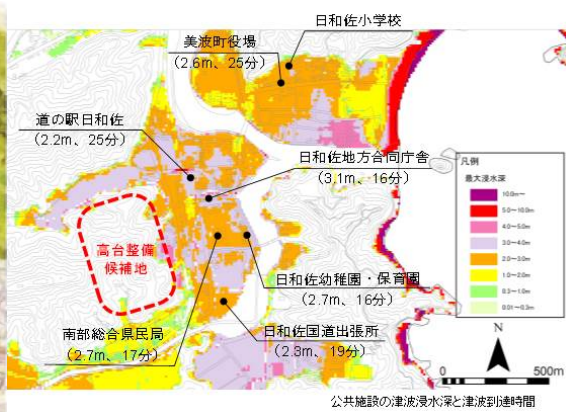 日和佐小学校
美波町役場
(2.6m、25分)
道の駅日和佐
(2.2m、25分)
日和佐地方合同庁舎
(3.1m、16分)
凡例
最大浸水深
10.0m～
5.0～10.0m
4.0～5.0m
3.0～4.0m
2.0～3.0m
1.0～2.0m
0.3～1.0m
0.01～0.3m
高台整備
候補地
日和佐幼稚園・保育園
(2.7m、16分)
南部総合県民局
(2.7m、17分)
日和佐国道出張所
(2.3m、19分)
N
0 500m
公共施設の津波浸水深と津波到達時間